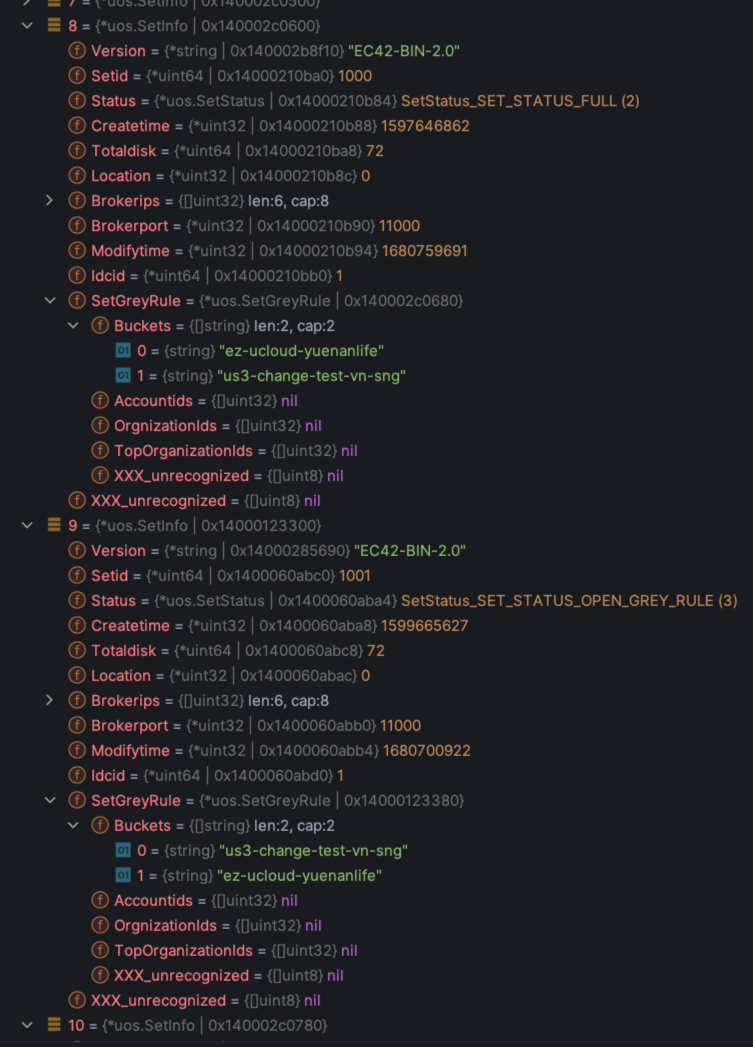 7 = {*uos.SetInfo | 0x140002c0500}
8 = {*uos.SetInfo | 0x140002c0600}
Version = {*string | 0x140002b8f10} "EC42-BIN-2.0"
Setid = {*uint64 | 0x14000210ba0} 1000
Status = {*uos.SetStatus | 0x14000210b84} SetStatus_SET_STATUS_FULL (2)
Createtime = {*uint32 | 0x14000210b88} 1597646862
Totaldisk = {*uint64 | 0x14000210ba8} 72
Location = {*uint32 | 0x14000210b8c} 0
Brokerips = {[]uint32} len:6, cap:8
Brokerport = {*uint32 | 0x14000210b90} 11000
Modifytime = {*uint32 | 0x14000210b94} 1680759691
Idcid = {*uint64 | 0x14000210bb0} 1
SetGreyRule = {*uos.SetGreyRule | 0x140002c0680}
Buckets = {[]string} len:2, cap:2
01 0 = {string} "ez-ucloud-yuenanlife"
01 1 = {string} "us3-change-test-vn-sng"
Accountids = {[]uint32} nil
OrgnizationIds = {[]uint32} nil
TopOrganizationIds = {[]uint32} nil
XXX_unrecognized = {[]uint8} nil
XXX_unrecognized = {[]uint8} nil
9 = {*uos.SetInfo | 0x14000123300}
Version = {*string | 0x14000285690} "EC42-BIN-2.0"
Setid = {*uint64 | 0x1400060abc0} 1001
Status = {*uos.SetStatus | 0x1400060aba4} SetStatus_SET_STATUS_OPEN_GREY_RULE (3)
Createtime = {*uint32 | 0x1400060aba8} 1599665627
Totaldisk = {*uint64 | 0x1400060abc8} 72
Location = {*uint32 | 0x1400060abac} 0
Brokerips = {[]uint32} len:6, cap:8
Brokerport = {*uint32 | 0x1400060abb0} 11000
Modifytime = {*uint32 | 0x1400060abb4} 1680700922
Idcid = {*uint64 | 0x1400060abd0} 1
SetGreyRule = {*uos.SetGreyRule | 0x14000123380}
Buckets = {[]string} len:2, cap:2
01 0 = {string} "us3-change-test-vn-sng"
01 1 = {string} "ez-ucloud-yuenanlife"
Accountids = {[]uint32} nil
OrgnizationIds = {[]uint32} nil
TopOrganizationIds = {[]uint32} nil
XXX_unrecognized = {[]uint8} nil
XXX_unrecognized = {[]uint8} nil
10 = {*uos.SetInfo | 0x140002c0780}